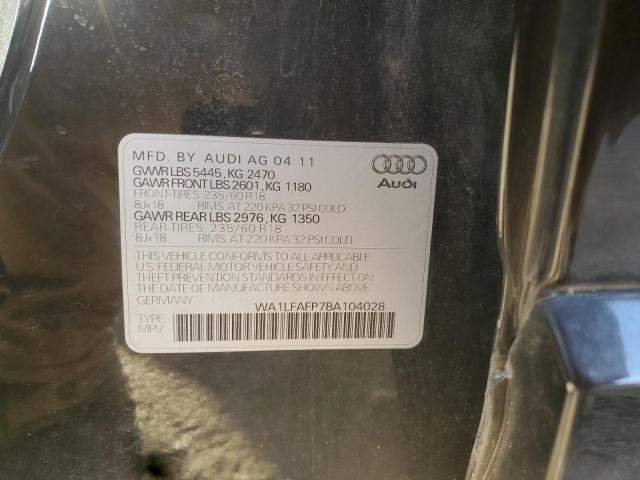 MFD. BY AUDI AG 04 11
GVWR LBS 5445, KG 2470
GAWR FRONT LBS 2601, KG 1180
FRONT-TIRES 235/60 R18
8Jx18 RIMS, AT 220 KPA 32 PSI COLD
GAWR REAR LBS 2976, KG 1350
REAR-TIRES 235/60 R18
8Jx18 RIMS, AT 220 KPA 32 PSI COLD
Audi
THIS VEHICLE CONFORMS TO ALL APPLICABLE
U.S. FEDERAL MOTOR VEHICLE SAFETY AND
THEFT PREVENTION STANDARDS IN EFFECT ON
THE DATE OF MANUFACTURE SHOWN ABOVE.
GERMANY WA1LFAFP7BA104028
TYPE
MPV